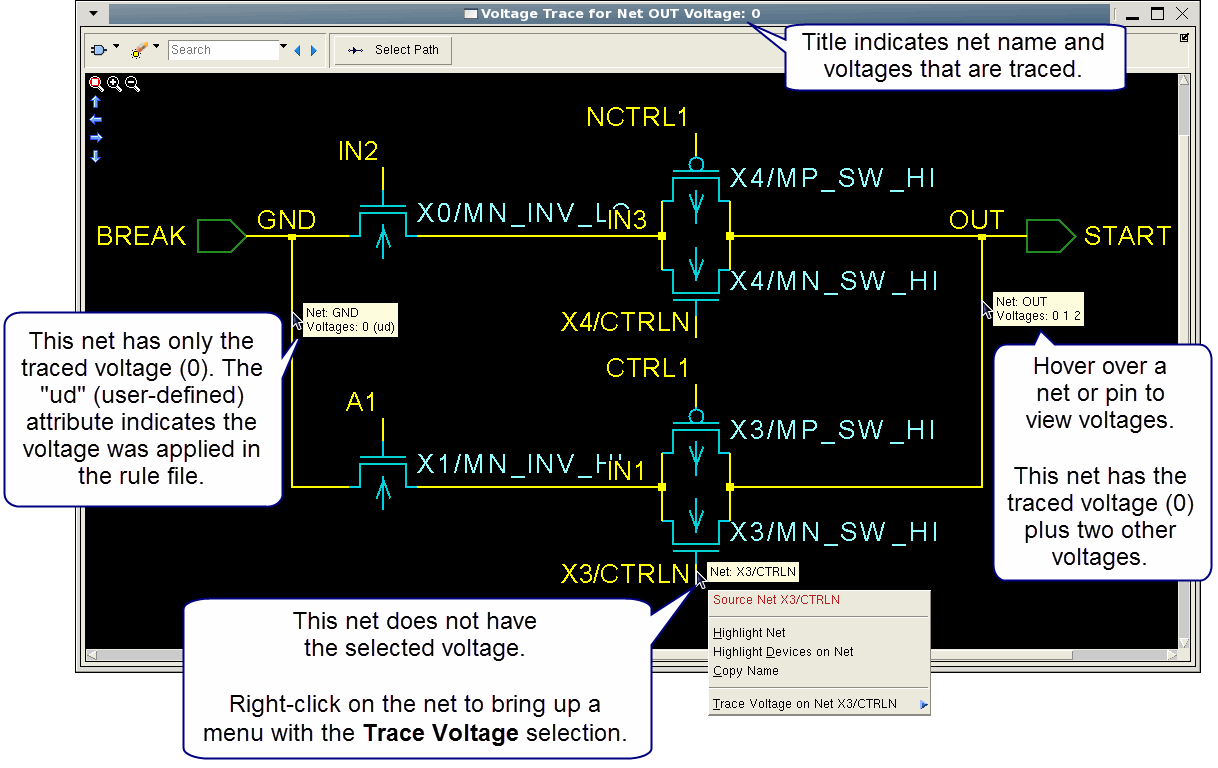 Voltage Trace for Net OUT Voltage: 0
Search
Select Path
Title indicates net name and
voltages that are traced.
NCTRL1
IN2
X4/MP_SW_HI
GND
X0/MN_INV_L
IN3
OUT
BREAK
START
X4/MN_SW_HI
Net: GND
Voltages: 0 (ud)
Net: OUT
Voltages: 0 1 2
X4/CTRLN
This net has only the
traced voltage (0). The
"ud" (user-defined)
attribute indicates the
voltage was applied in
the rule file.
Hover over a
net or pin to
view voltages.
This net has the
traced voltage (0)
plus two other
voltages.
CTRL1
A1
X3/MP_SW_HI
X1/MN_INV_H
IN1
X3/MN_SW_HI
X3/CTRLN
Net: X3/CTRLN
Source Net X3/CTRLN
Highlight Net
Highlight Devices on Net
Copy Name
Trace Voltage on Net X3/CTRLN
This net does not have
the selected voltage.
Right-click on the net to bring up a
menu with the Trace Voltage selection.